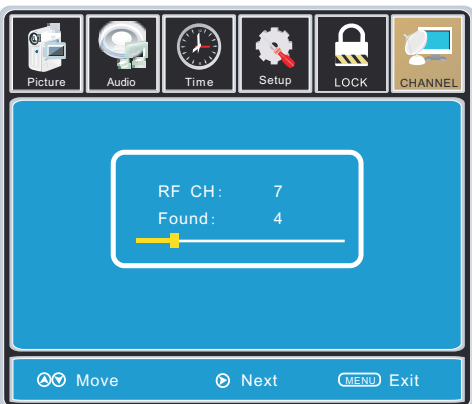 Picture Audio Time Setup LOCK CHANNEL
RF CH: 7
Found: 4
Move Next MENU Exit